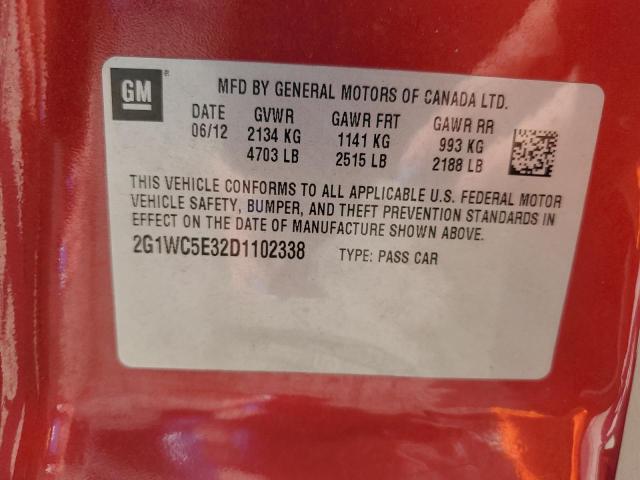 GM
®
MFD BY GENERAL MOTORS OF CANADA LTD.
DATE GVWR GAWR FRT GAWR RR
06/12 2134 KG 1141 KG 993 KG
4703 LB 2515 LB 2188 LB
THIS VEHICLE CONFORMS TO ALL APPLICABLE U.S. FEDERAL MOTOR
VEHICLE SAFETY, BUMPER, AND THEFT PREVENTION STANDARDS IN
EFFECT ON THE DATE OF MANUFACTURE SHOWN ABOVE.
2G1WC5E32D1102338 TYPE: PASS CAR